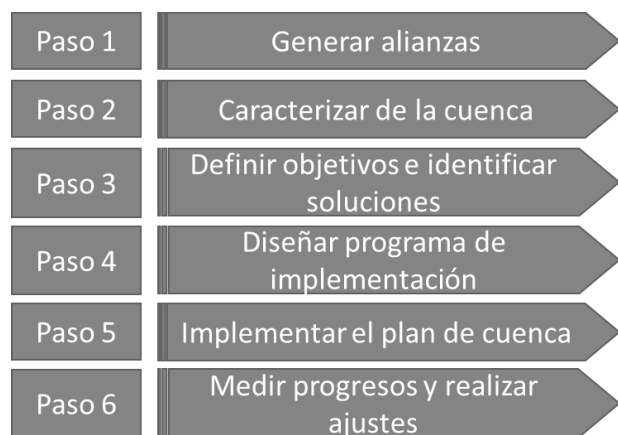 Paso 1
Generar alianzas
Paso 2
Caracterizar de la cuenca
Paso 3
Definir objetivos e identificar
soluciones
Paso 4
Diseñar programa de
implementación
Paso 5
Implementar el plan de cuenca
Paso 6
Medir progresos y realizar
ajustes